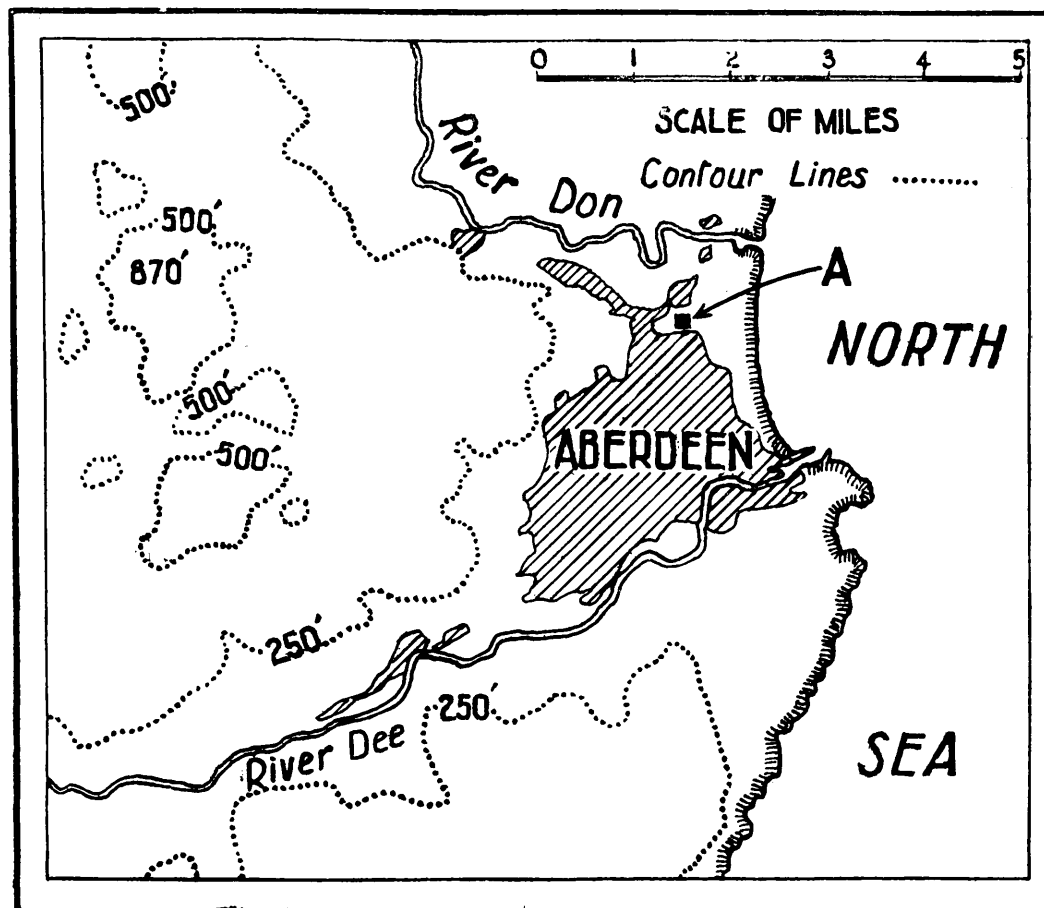 0 1 2 3 4 5
SCALE OF MILES
Contour Lines
500'
River Don
500'
870'
A
NORTH
500'
ABERDEEN
500'
250'
250'
River Dee
SEA